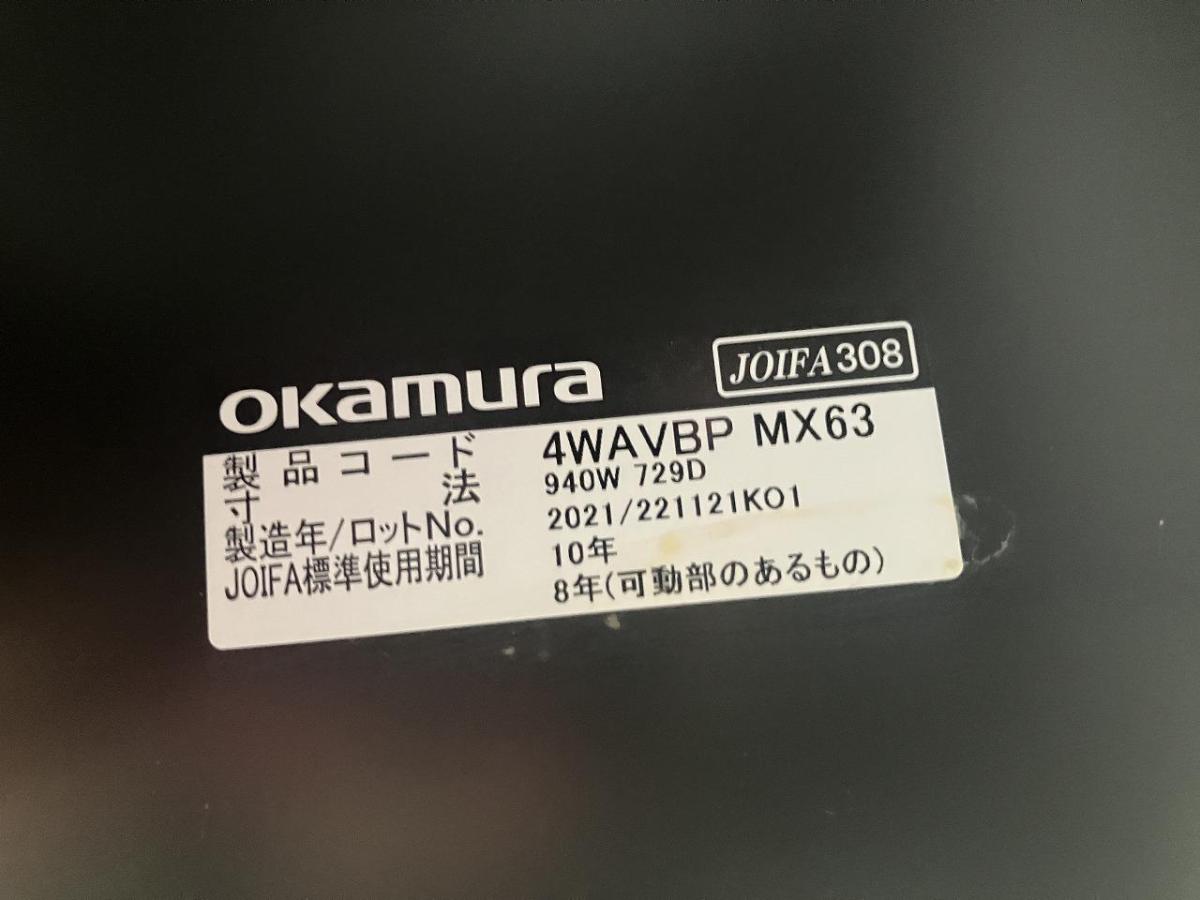 okamura
JOIFA308
製品コード 4WAVBP MX63
寸法 940W 729D
製造年/ロットNo. 2021/221121KO1
JOIFA標準使用期間 10年
8年(可動部のあるもの)